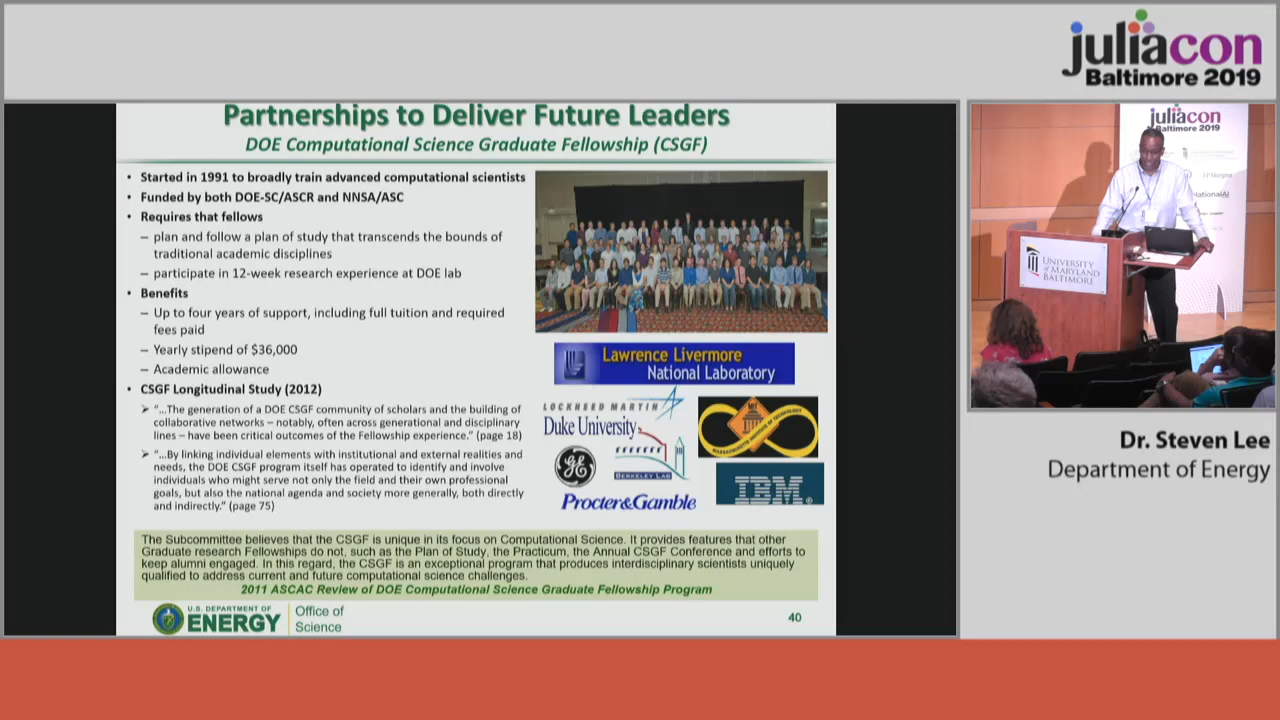 juliacon
Baltimore 2019
Partnerships to Deliver Future Leaders
DOE Computational Science Graduate Fellowship (CSGF)
• Started in 1991 to broadly train advanced computational scientists
• Funded by both DOE-SC/ASCR and NNSA/ASC
• Requires that fellows
– plan and follow a plan of study that transcends the bounds of
traditional academic disciplines
– participate in 12-week research experience at DOE lab
• Benefits
– Up to four years of support, including full tuition and required
fees paid
– Yearly stipend of $36,000
– Academic allowance
• CSGF Longitudinal Study (2012)
➢ “…The generation of a DOE CSGF community of scholars and the building of
collaborative networks – notably, often across generational and disciplinary
lines – have been critical outcomes of the Fellowship experience.” (page 18)
➢ “…By linking individual elements with institutional and external realities and
needs, the DOE CSGF program itself has operated to identify and involve
individuals who might serve not only the field and their own professional
goals, but also the national agenda and society more generally, both directly
and indirectly.” (page 75)
Lawrence Livermore
National Laboratory
LOCKHEED MARTIN
Duke University
MIT
MASSACHUSETTS INSTITUTE OF TECHNOLOGY
GE
BERKELEY LAB
IBM®
Procter&Gamble
The Subcommittee believes that the CSGF is unique in its focus on Computational Science. It provides features that other
Graduate research Fellowships do not, such as the Plan of Study, the Practicum, the Annual CSGF Conference and efforts to
keep alumni engaged. In this regard, the CSGF is an exceptional program that produces interdisciplinary scientists uniquely
qualified to address current and future computational science challenges.
2011 ASCAC Review of DOE Computational Science Graduate Fellowship Program
U.S. DEPARTMENT OF
ENERGY
Office of
Science
40
juliacon
Baltimore 2019
UNIVERSITY
of MARYLAND
BALTIMORE
Dr. Steven Lee
Department of Energy